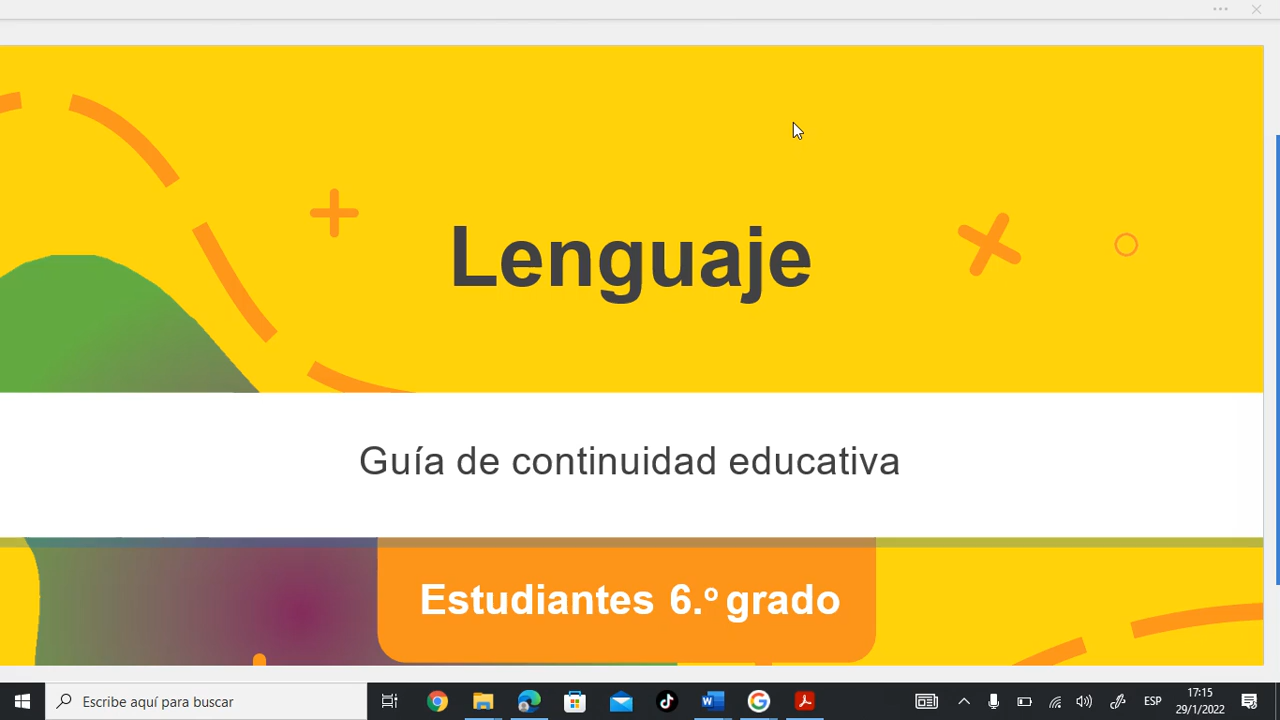 Lenguaje
Guía de continuidad educativa
Estudiantes 6.º grado
Escribe aquí para buscar
ESP
17:15
29/1/2022